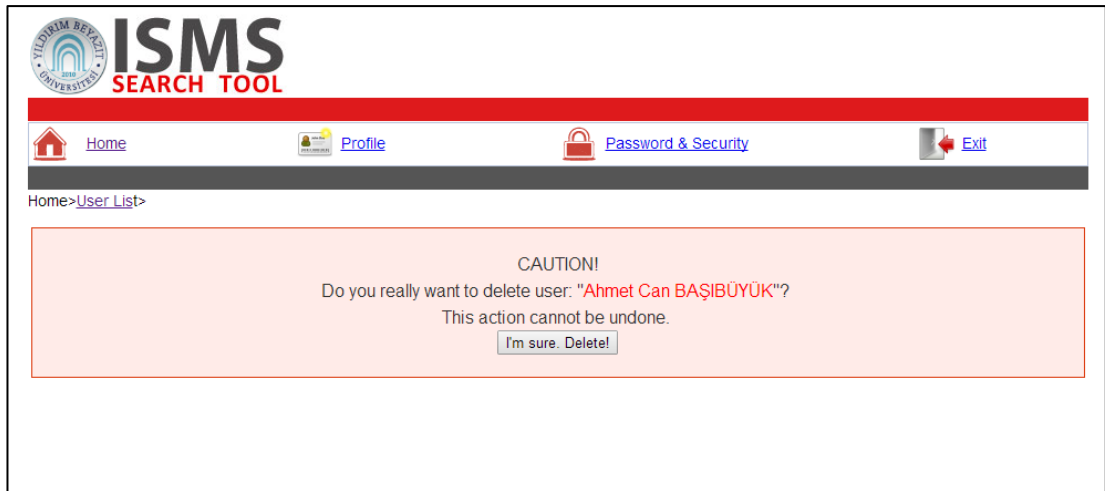 YILDIRIM BEYAZIT
ÜNİVERSİTESİ
2010
ISMS
SEARCH TOOL
Home Profile Password & Security Exit
Home>User List>
CAUTION!
Do you really want to delete user: "Ahmet Can BAŞIBÜYÜK"?
This action cannot be undone.
I'm sure. Delete!